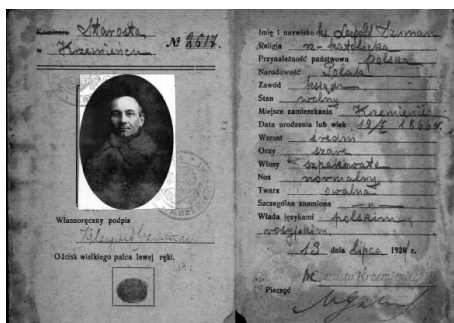 Starosta
w Krzemieńcu № 2617.
Własnoręczny podpis
Odcisk wielkiego palca lewej ręki.
Imię i nazwisko ks. Leopold Szuman
Religja rz-katolicka
Przynależność państwowa polska
Narodowość Polak
Zawód ksiądz
Stan wolny
Miejsce zamieszkania Krzemieniec
Data urodzenia lub wiek 19/ 186
Wzrost średni
Oczy szare
Włosy szpakowate
Nos normalny
Twarz owalna
Szczególne znamiona
Włada językami polskim,
rosyjskim,
13 dnia lipca 1920 r.
Starosta Krzemieniecki
Pieczęć